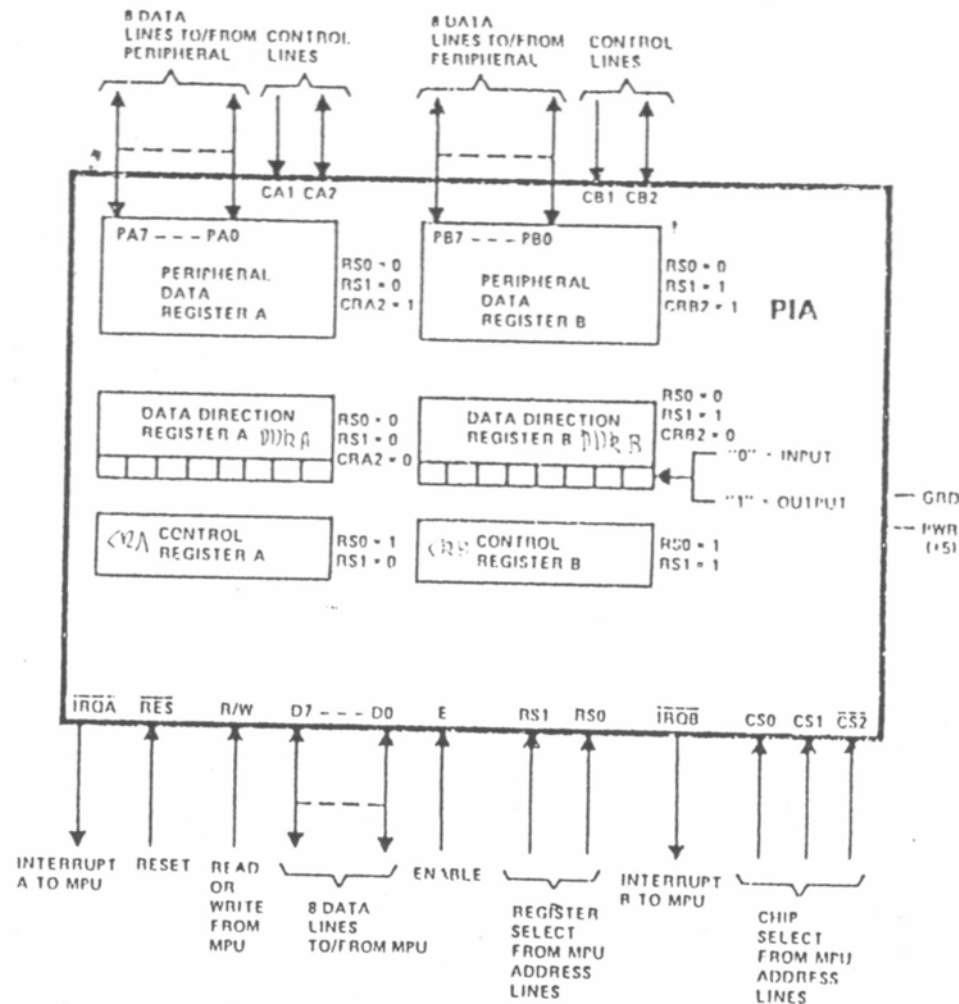 8 DATA
LINES TO/FROM
PERIPHERAL
CONTROL
LINES
8 DATA
LINES TO/FROM
PERIPHERAL
CONTROL
LINES
CA1 CA2
CB1 CB2
PA7 - - - PA0
PERIPHERAL
DATA
REGISTER A
RS0 = 0
RS1 = 0
CRA2 = 1
PB7 - - - PB0
PERIPHERAL
DATA
REGISTER B
RS0 = 0
RS1 = 1
CRB2 = 1
PIA
DATA DIRECTION
REGISTER A DDRA
RS0 = 0
RS1 = 0
CRA2 = 0
DATA DIRECTION
REGISTER B DDRB
RS0 = 0
RS1 = 1
CRB2 = 0
"0" = INPUT
"1" = OUTPUT
GRD
PWR
(+5)
CRA CONTROL
REGISTER A
RS0 = 1
RS1 = 0
CRB CONTROL
REGISTER B
RS0 = 1
RS1 = 1
I̅R̅Q̅A̅ R̅E̅S̅ R/W D7 - - - D0 E RS1 RS0 I̅R̅Q̅B̅ CS0 CS1 C̅S̅2̅
INTERRUPT
A TO MPU
RESET
READ
OR
WRITE
FROM
MPU
8 DATA
LINES
TO/FROM MPU
ENABLE
REGISTER
SELECT
FROM MPU
ADDRESS
LINES
INTERRUPT
B TO MPU
CHIP
SELECT
FROM MPU
ADDRESS
LINES